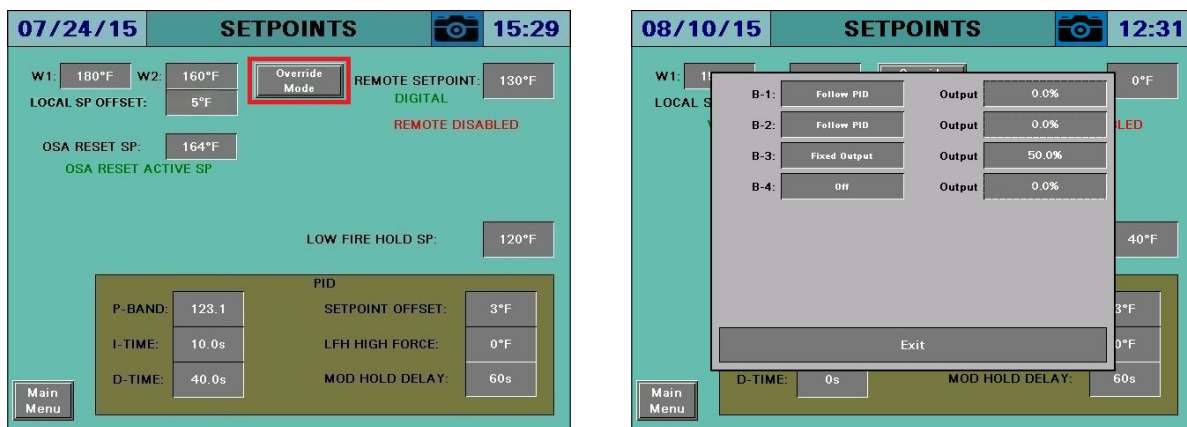 07/24/15 SETPOINTS 15:29
W1: 180°F W2: 160°F Override Mode REMOTE SETPOINT: 130°F
LOCAL SP OFFSET: 5°F DIGITAL
REMOTE DISABLED
OSA RESET SP: 164°F
OSA RESET ACTIVE SP
LOW FIRE HOLD SP: 120°F
PID
P-BAND: 123.1 SETPOINT OFFSET: 3°F
I-TIME: 10.0s LFH HIGH FORCE: 0°F
D-TIME: 40.0s MOD HOLD DELAY: 60s
Main Menu
08/10/15 SETPOINTS 12:31
W1: 0°F
LOCAL S
B-1: Follow PID Output 0.0%
B-2: Follow PID Output 0.0% LED
B-3: Fixed Output Output 50.0%
B-4: Off Output 0.0%
40°F
3°F
Exit 0°F
D-TIME: 0s MOD HOLD DELAY: 60s
Main Menu